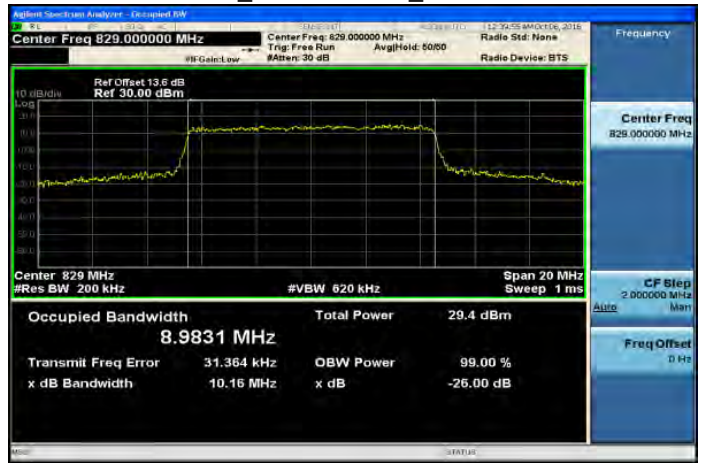 Agilent Spectrum Analyzer - Occupied BW
RL
12:39:55 AM Oct 06, 2016
Center Freq 829.000000 MHz
Center Freq: 829.000000 MHz
Radio Std: None
Trig: Free Run Avg|Hold: 50/50
#IFGain:Low #Atten: 30 dB Radio Device: BTS
Frequency
Ref Offset 13.6 dB
10 dB/div Ref 30.00 dBm
Log
Center Freq
829.000000 MHz
Center 829 MHz Span 20 MHz
#Res BW 200 kHz #VBW 620 kHz Sweep 1 ms
CF Step
2.000000 MHz
Auto Man
Occupied Bandwidth Total Power 29.4 dBm
8.9831 MHz
Freq Offset
0 Hz
Transmit Freq Error 31.364 kHz OBW Power 99.00 %
x dB Bandwidth 10.16 MHz x dB -26.00 dB
MSG STATUS